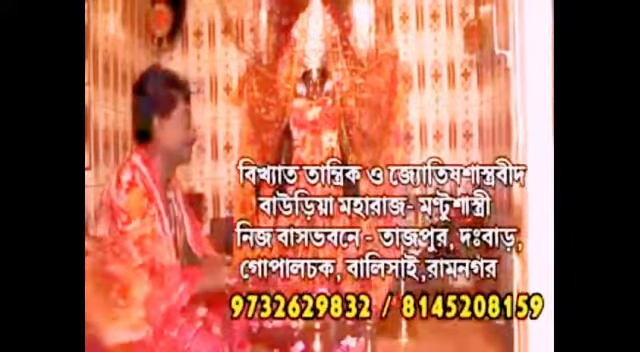 বিখ্যাত তান্ত্রিক ও জ্যোতিষশাস্ত্রবীদ
বাউড়িয়া মহারাজ- মন্টুশাস্ত্রী
নিজ বাসভবনে - তাজপুর, দঃবাড়,
গোপালচক, বালিসাই,রামনগর
9732629832 / 8145208159